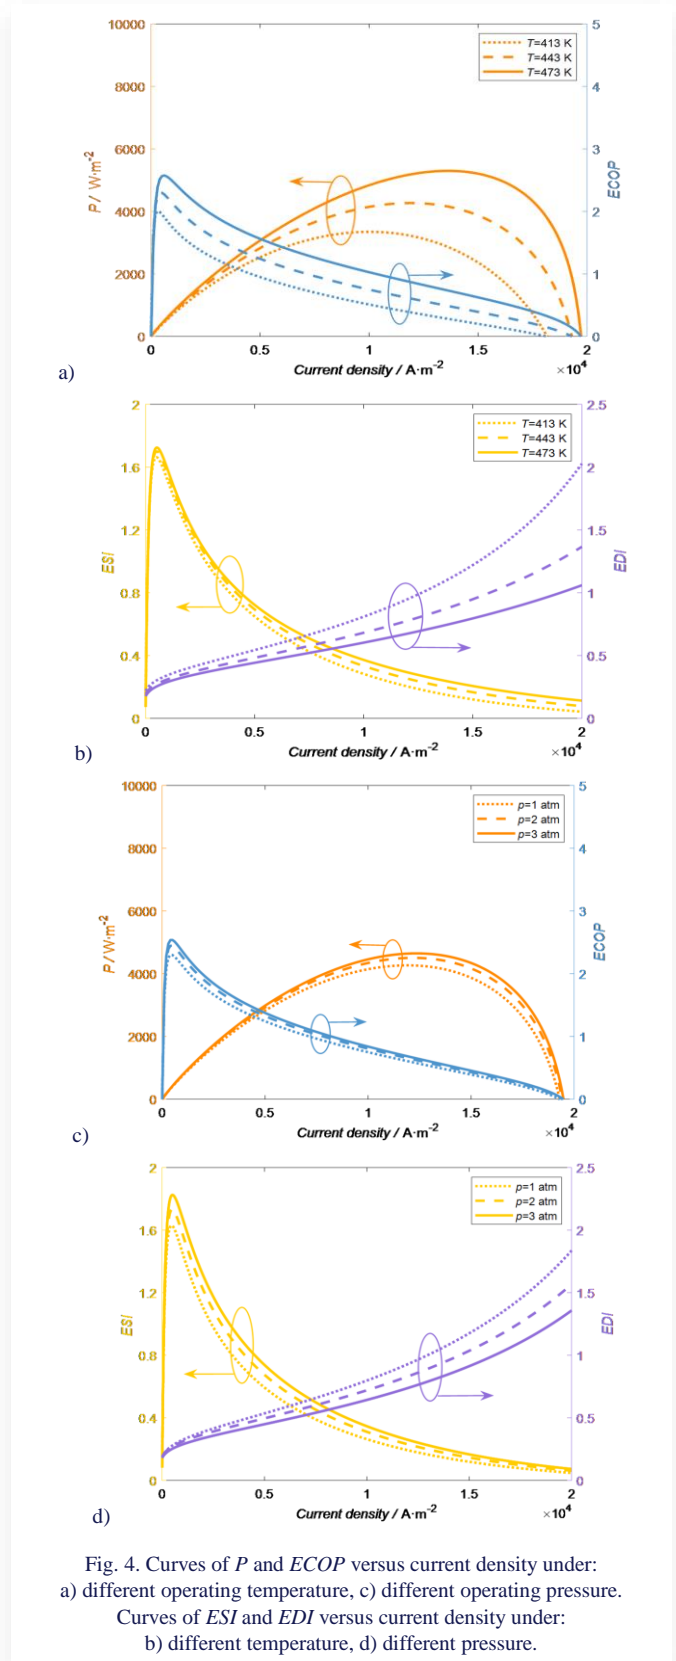 10000
8000
6000
4000
2000
0
P / W·m-2
5
4
3
2
1
0
ECOP
T=413 K
T=443 K
T=473 K
0 0.5 1 1.5 2
Current density / A·m-2 ×10^4
a)
2
1.6
1.2
0.8
0.4
0
ESI
2.5
2
1.5
1
0.5
0
EDI
T=413 K
T=443 K
T=473 K
0 0.5 1 1.5 2
Current density / A·m-2 ×10^4
b)
10000
8000
6000
4000
2000
0
P / W·m-2
5
4
3
2
1
0
ECOP
p=1 atm
p=2 atm
p=3 atm
0 0.5 1 1.5 2
Current density / A·m-2 ×10^4
c)
2
1.6
1.2
0.8
0.4
0
ESI
2.5
2
1.5
1
0.5
0
EDI
p=1 atm
p=2 atm
p=3 atm
0 0.5 1 1.5 2
Current density / A·m-2 ×10^4
d)
Fig. 4. Curves of P and ECOP versus current density under:
a) different operating temperature, c) different operating pressure.
Curves of ESI and EDI versus current density under:
b) different temperature, d) different pressure.